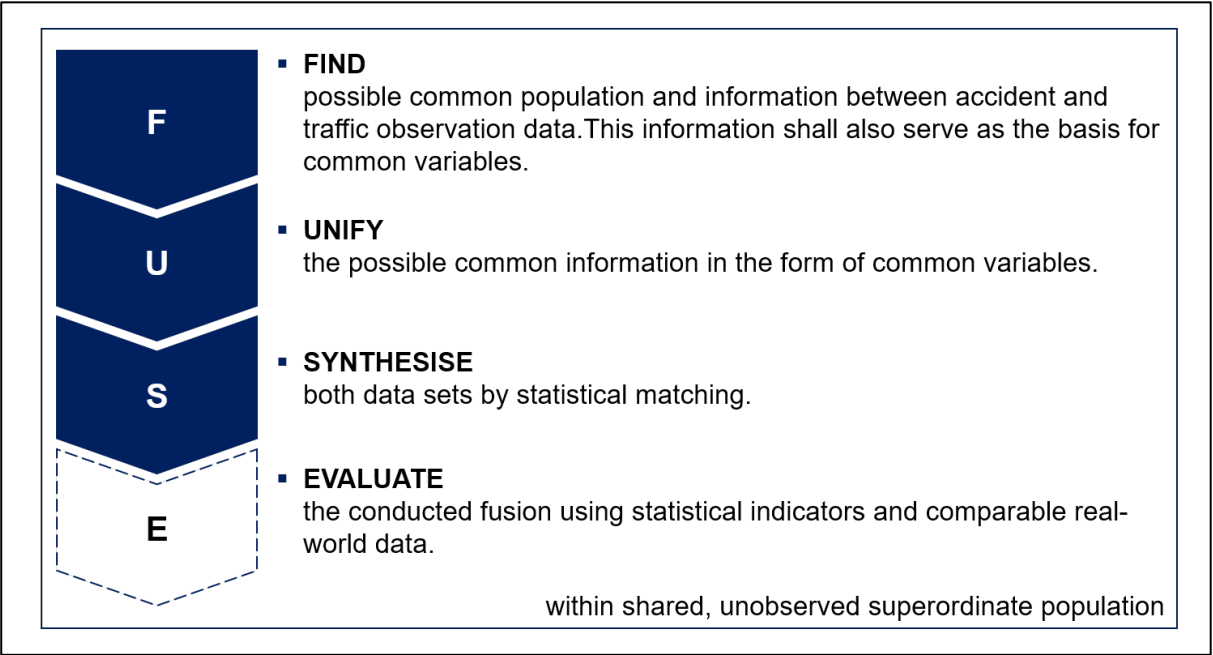 F
FIND
possible common population and information between accident and
traffic observation data.This information shall also serve as the basis for
common variables.
U
UNIFY
the possible common information in the form of common variables.
S
SYNTHESISE
both data sets by statistical matching.
E
EVALUATE
the conducted fusion using statistical indicators and comparable real-
world data.
within shared, unobserved superordinate population